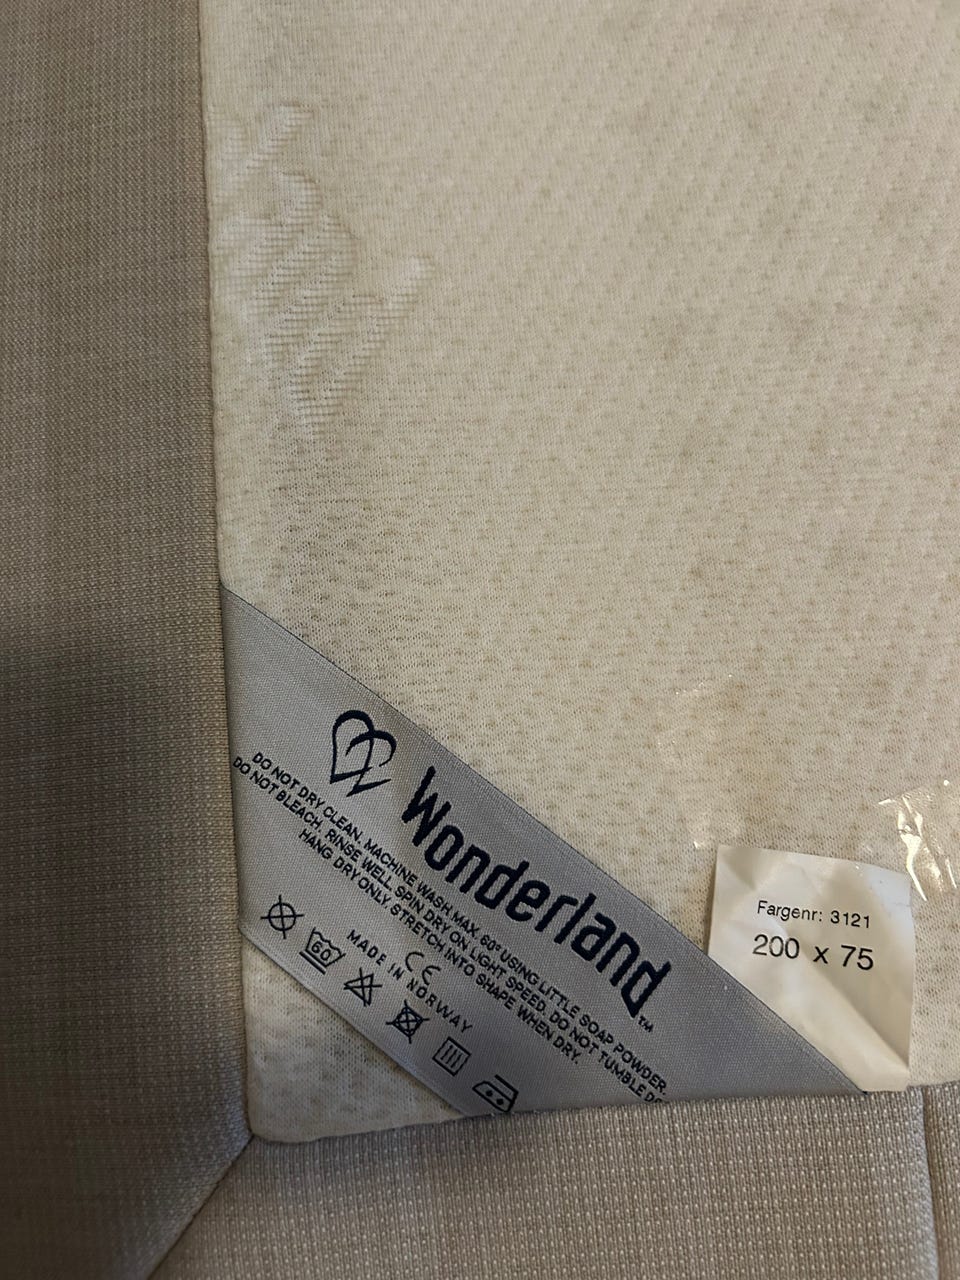 Wonderland™
DO NOT DRY CLEAN. MACHINE WASH MAX. 60° USING LITTLE SOAP POWDER.
DO NOT BLEACH. RINSE WELL. SPIN DRY ON LIGHT SPEED. DO NOT TUMBLE
HANG DRY ONLY. STRETCH INTO SHAPE WHEN DRY.
CE
MADE IN NORWAY
60
Fargenr: 3121
200 x 75